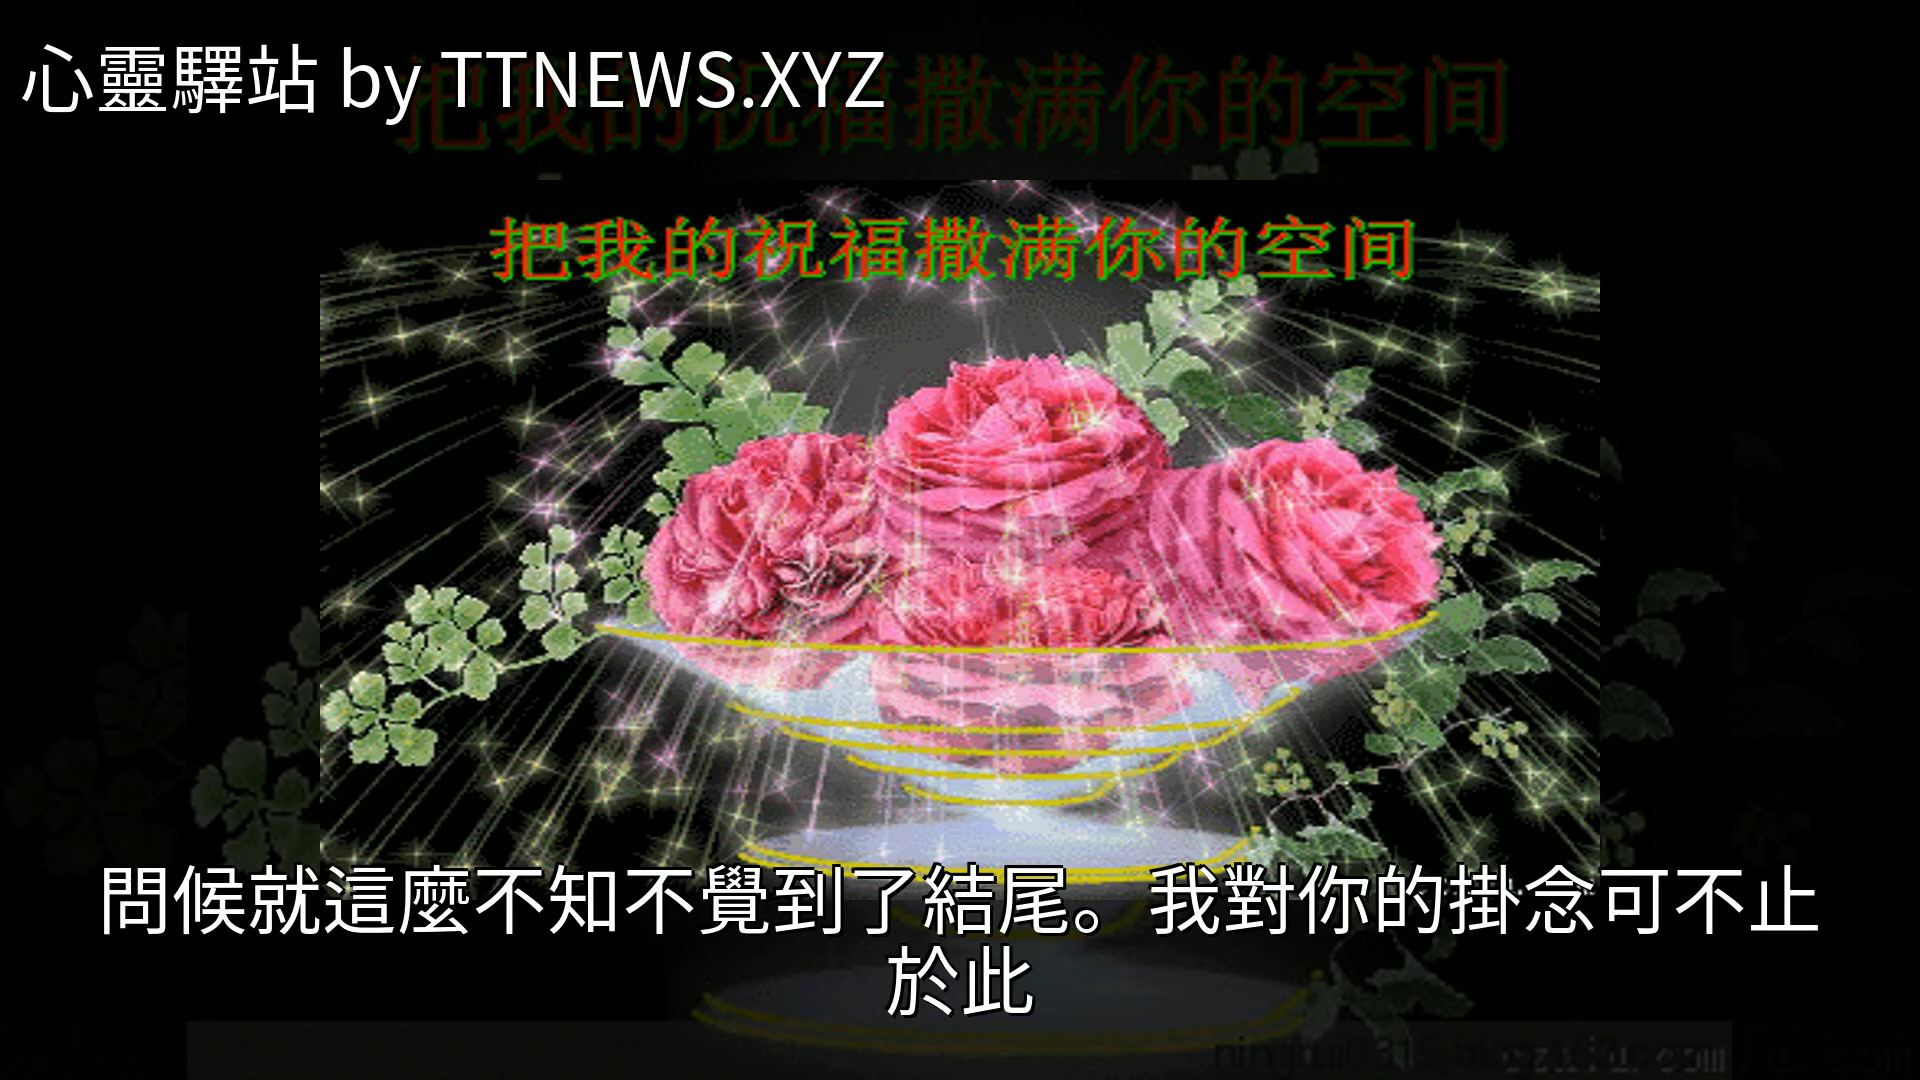 心靈驛站 by TTNEWS.XYZ
把我的祝福撒满你的空间
把我的祝福撒满你的空间
問候就這麼不知不覺到了結尾。我對你的掛念可不止
於此